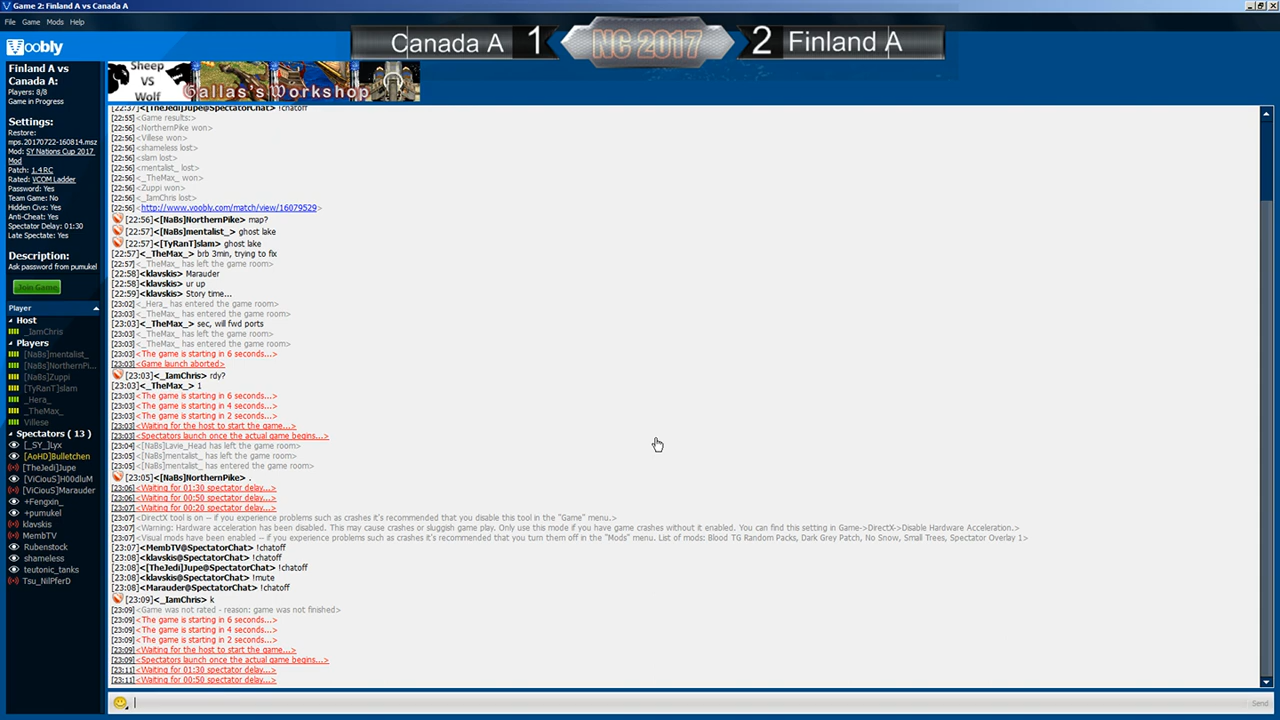 Game 2: Finland A vs Canada A
File Game Mods Help
Canada A 1 NC 2017 2 Finland A
Voobly
Finland A vs
Canada A:
Players: 8/8
Game in Progress
Settings:
Restore:
mps.20170722-160814.msz
Mod: SY Nations Cup 2017
Mod
Patch: 1.4 RC
Rated: VCOM Ladder
Password: Yes
Team Game: No
Hidden Civs: Yes
Anti-Cheat: Yes
Spectator Delay: 01:30
Late Spectate: Yes
Description:
Ask password from pumukel
Join Game
Player
Host
_IamChris
Players
[NaBs]mentalist_
[NaBs]NorthernPi...
[NaBs]Zuppi
[TyRanT]slam
_Hera_
_TheMax_
Villese
Spectators ( 13 )
[_SY_]Lyx
[AoHD]Bulletchen
[TheJedi]Jupe
[ViCiouS]H00dluM
[ViCiouS]Marauder
+Fengxin_
+pumukel
klavskis
MembTV
Rubenstock
shameless
teutonic_tanks
Tsu_NilPferD
Sheep
VS
Wolf
Gallas's Workshop
[22:37]<[TheJedi]Jupe@SpectatorChat> !chatoff
[22:55]<Game results:>
[22:56]<NorthernPike won>
[22:56]<Villese won>
[22:56]<shameless lost>
[22:56]<slam lost>
[22:56]<mentalist_ lost>
[22:56]<_TheMax_ won>
[22:56]<Zuppi won>
[22:56]<_IamChris lost>
[22:56]<http://www.voobly.com/match/view/16079529>
[22:56]<[NaBs]NorthernPike> map?
[22:57]<[NaBs]mentalist_> ghost lake
[22:57]<[TyRanT]slam> ghost lake
[22:57]<_TheMax_> brb 3min, trying to fix
[22:57]<_TheMax_ has left the game room>
[22:58]<klavskis> Marauder
[22:58]<klavskis> ur up
[22:59]<klavskis> Story time...
[23:02]<_Hera_ has entered the game room>
[23:03]<_TheMax_ has entered the game room>
[23:03]<_TheMax_> sec, will fwd ports
[23:03]<_TheMax_ has left the game room>
[23:03]<_TheMax_ has entered the game room>
[23:03]<The game is starting in 6 seconds...>
[23:03]<Game launch aborted>
[23:03]<_IamChris> rdy?
[23:03]<_TheMax_> 1
[23:03]<The game is starting in 6 seconds...>
[23:03]<The game is starting in 4 seconds...>
[23:03]<The game is starting in 2 seconds...>
[23:03]<Waiting for the host to start the game...>
[23:03]<Spectators launch once the actual game begins...>
[23:04]<[NaBs]Lavie_Head has left the game room>
[23:05]<[NaBs]mentalist_ has left the game room>
[23:05]<[NaBs]mentalist_ has entered the game room>
[23:05]<[NaBs]NorthernPike> .
[23:06]<Waiting for 01:30 spectator delay...>
[23:06]<Waiting for 00:50 spectator delay...>
[23:07]<Waiting for 00:20 spectator delay...>
[23:07]<DirectX tool is on -- if you experience problems such as crashes it's recommended that you disable this tool in the "Game" menu.>
[23:07]<Warning: Hardware acceleration has been disabled. This may cause crashes or sluggish game play. Only use this mode if you have game crashes without it enabled. You can find this setting in Game->DirectX->Disable Hardware Acceleration.>
[23:07]<Visual mods have been enabled -- if you experience problems such as crashes it's recommended that you turn them off in the "Mods" menu. List of mods: Blood TG Random Packs, Dark Grey Patch, No Snow, Small Trees, Spectator Overlay 1>
[23:07]<MembTV@SpectatorChat> !chatoff
[23:08]<klavskis@SpectatorChat> !chatoff
[23:08]<[TheJedi]Jupe@SpectatorChat> !chatoff
[23:08]<klavskis@SpectatorChat> !mute
[23:08]<Marauder@SpectatorChat> !chatoff
[23:09]<_IamChris> k
[23:09]<Game was not rated - reason: game was not finished>
[23:09]<The game is starting in 6 seconds...>
[23:09]<The game is starting in 4 seconds...>
[23:09]<The game is starting in 2 seconds...>
[23:09]<Waiting for the host to start the game...>
[23:09]<Spectators launch once the actual game begins...>
[23:11]<Waiting for 01:30 spectator delay...>
[23:11]<Waiting for 00:50 spectator delay...>
Send